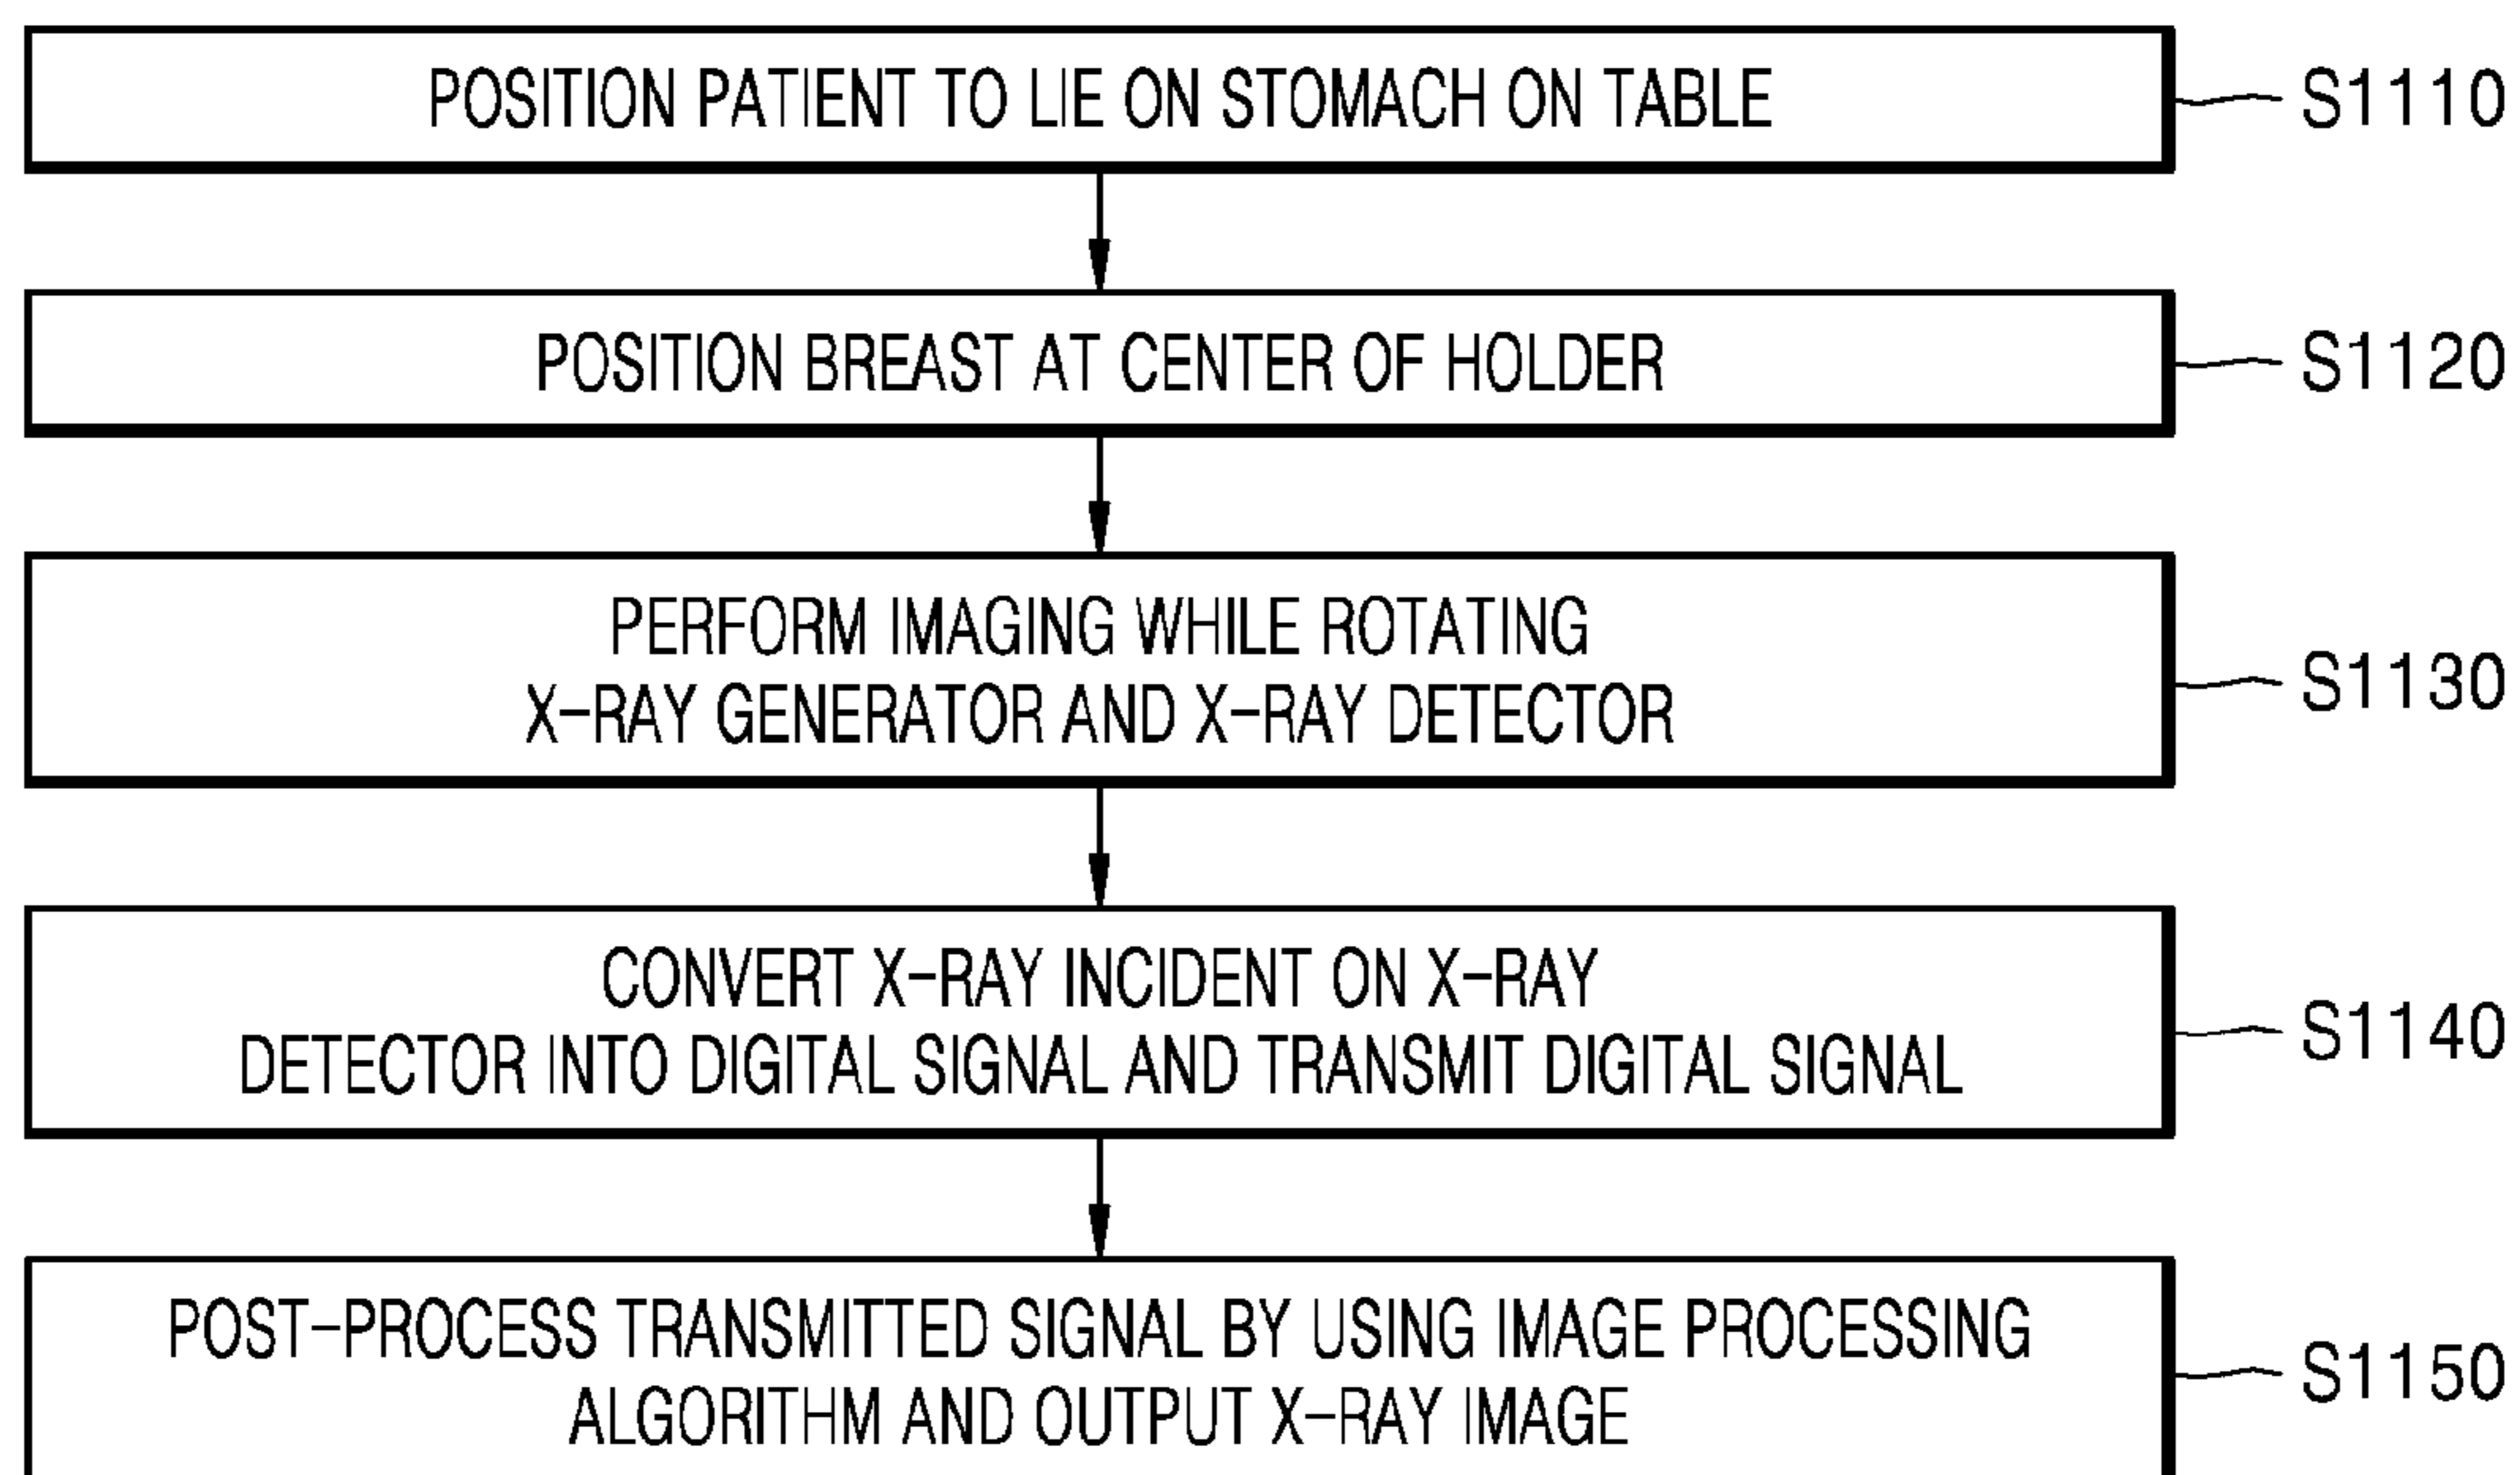 POSITION PATIENT TO LIE ON STOMACH ON TABLE
S1110
POSITION BREAST AT CENTER OF HOLDER
S1120
PERFORM IMAGING WHILE ROTATING
X-RAY GENERATOR AND X-RAY DETECTOR
S1130
CONVERT X-RAY INCIDENT ON X-RAY
DETECTOR INTO DIGITAL SIGNAL AND TRANSMIT DIGITAL SIGNAL
S1140
POST-PROCESS TRANSMITTED SIGNAL BY USING IMAGE PROCESSING
ALGORITHM AND OUTPUT X-RAY IMAGE
S1150